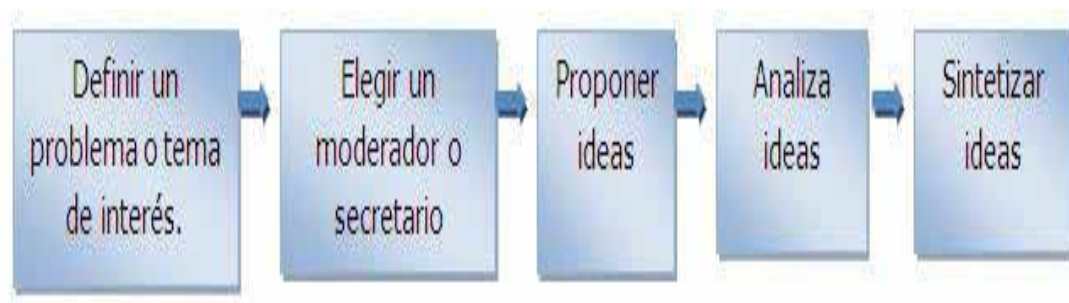 Definir un
problema o tema
de interés.
Elegir un
moderador o
secretario
Proponer
ideas
Analiza
ideas
Sintetizar
ideas